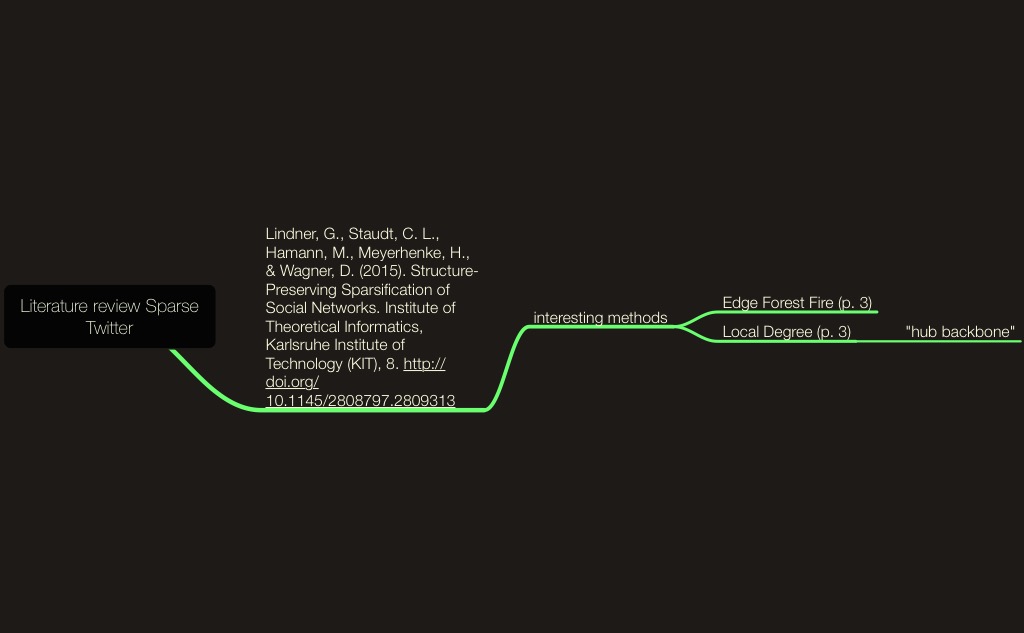 Literature review Sparse
Twitter
Lindner, G., Staudt, C. L.,
Hamann, M., Meyerhenke, H.,
& Wagner, D. (2015). Structure-
Preserving Sparsification of
Social Networks. Institute of
Theoretical Informatics,
Karlsruhe Institute of
Technology (KIT), 8. http://
doi.org/
10.1145/2808797.2809313
interesting methods
Edge Forest Fire (p. 3)
Local Degree (p. 3)
"hub backbone"